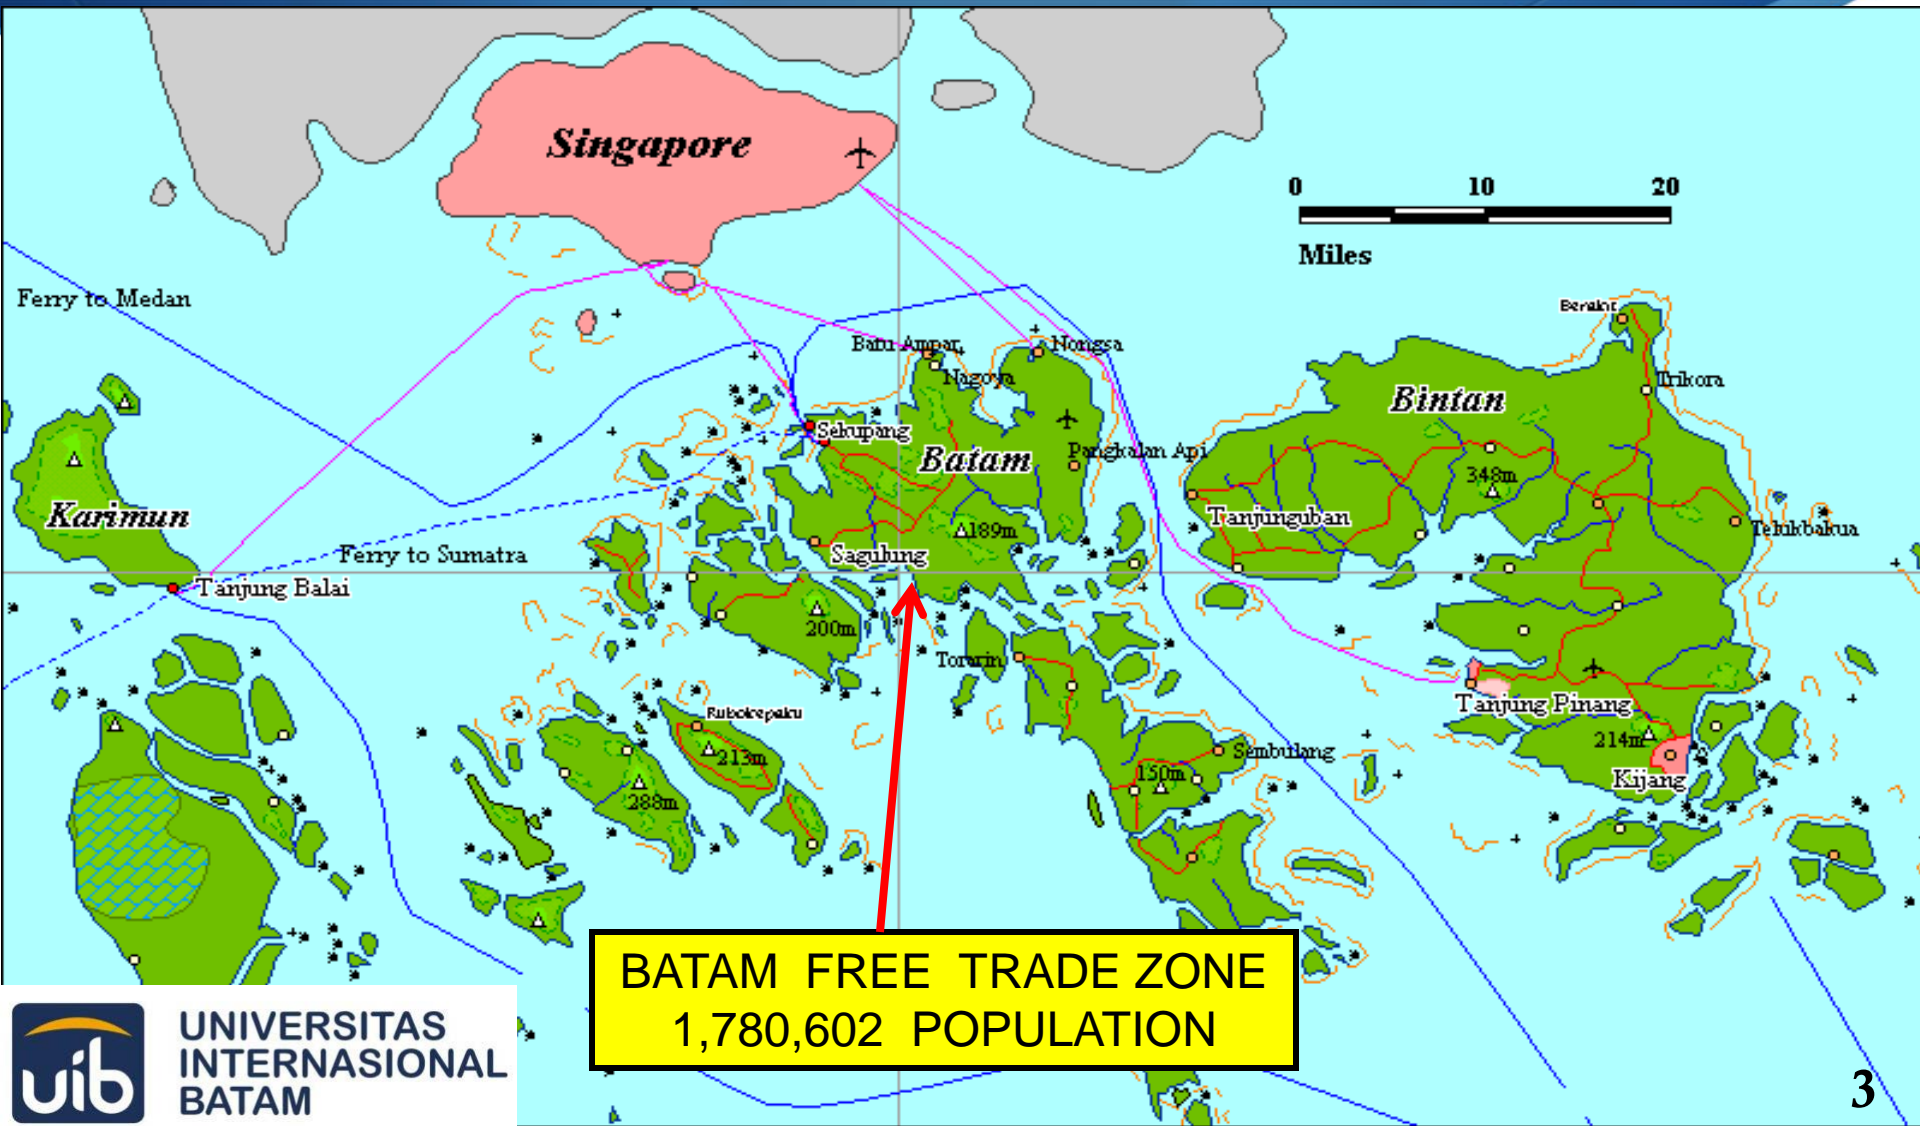 Singapore
0 10 20
Miles
Ferry to Medan
Batu Ampar
Nongsa
Nagoya
Trikora
Bintan
Sekupang
Batam
Pangkalan Api
348m
Karimun
Tanjunguban
Telukbakua
189m
Ferry to Sumatra
Sagulung
Tanjung Balai
200m
Tanjung Pinang
213m
Sembulang
214m
150m
Kijang
288m
BATAM FREE TRADE ZONE
1,780,602 POPULATION
uib
UNIVERSITAS
INTERNASIONAL
BATAM
3